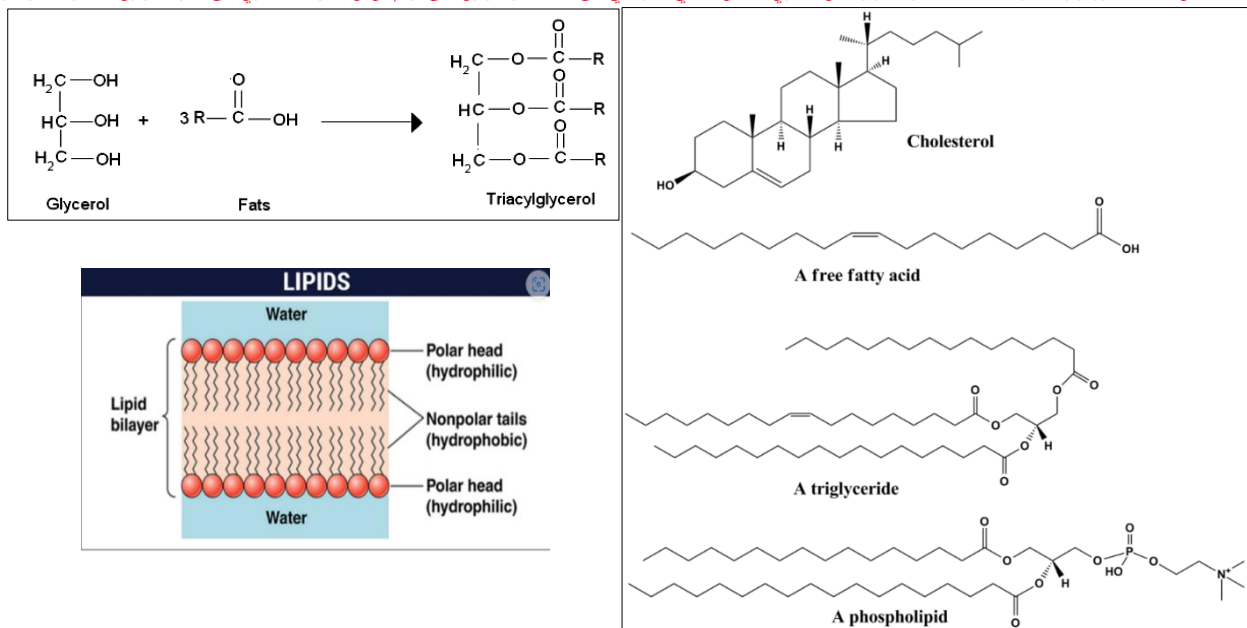 H₂C—OH
HC—OH
H₂C—OH
+
3 R—C—OH
O
H₂C—O—C—R
O
HC—O—C—R
O
H₂C—O—C—R
O
Glycerol
Fats
Triacylglycerol
LIPIDS
Water
Polar head
(hydrophilic)
Lipid
bilayer
Nonpolar tails
(hydrophobic)
Polar head
(hydrophilic)
Water
H
H
H
H
HO
Cholesterol
O
OH
A free fatty acid
O
O
O
O
O
H
O
A triglyceride
O
O
O
O
P
HO
O
N⁺
O
H
O
A phospholipid